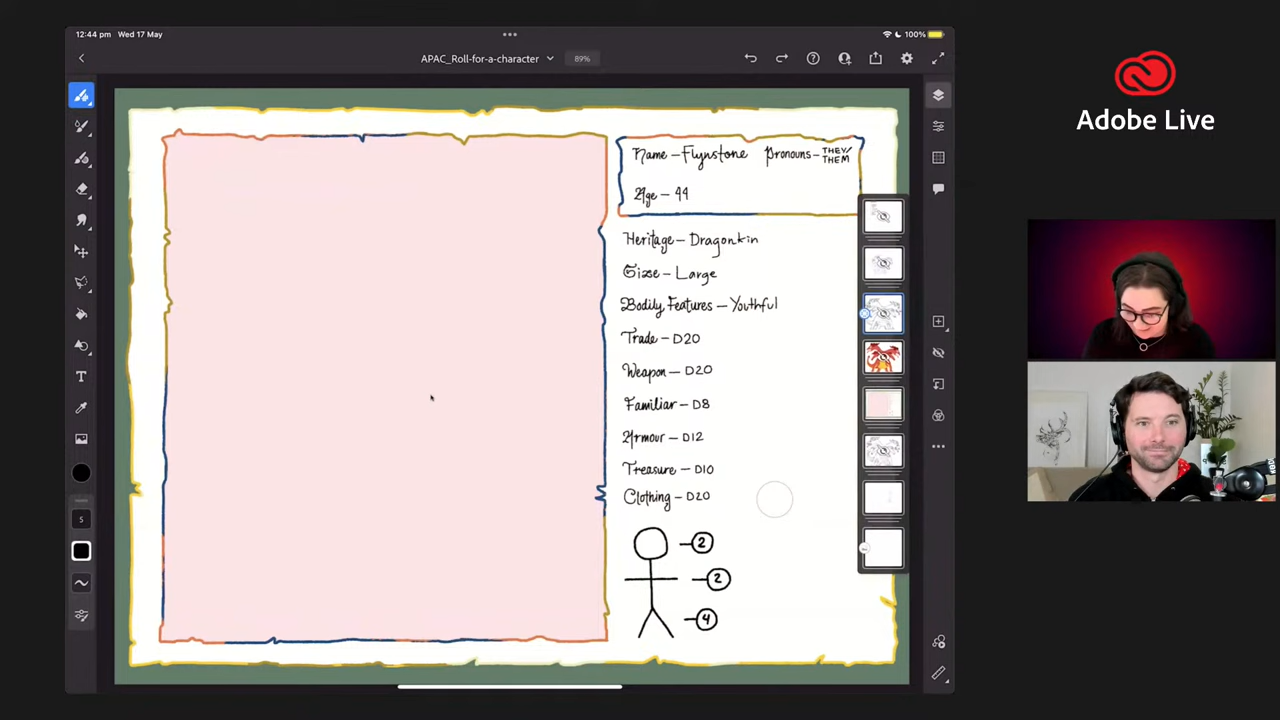 12:44 pm Wed 17 May
100%
APAC_Roll-for-a-character
89%
Adobe Live
Name - Flynstone Pronouns - THEY/
THEM
Age - 44
Heritage - Dragonkin
Size - Large
Bodily Features - Youthful
Trade - D20
Weapon - D20
Familiar - D8
Armour - D12
Treasure - D10
Clothing - D20
2
2
4
T
5